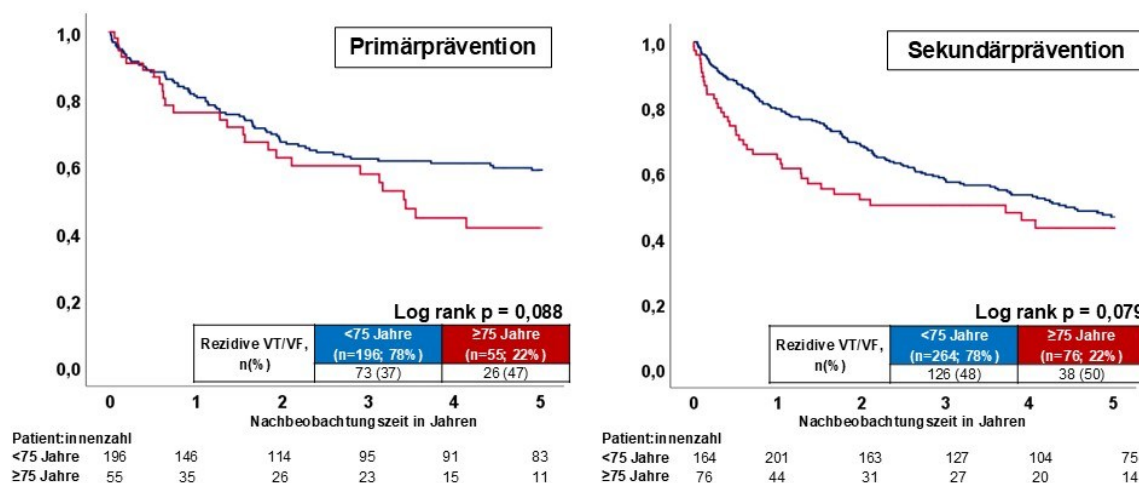 Primärprävention
1,0
0,8
0,6
0,4
0,2
0,0
Log rank p = 0,088
Rezidive VT/VF, n(%)
<75 Jahre (n=196; 78%)
≥75 Jahre (n=55; 22%)
73 (37)
26 (47)
0 1 2 3 4 5
Nachbeobachtungszeit in Jahren
Patient:innenzahl
<75 Jahre 196 146 114 95 91 83
≥75 Jahre 55 35 26 23 15 11
Sekundärprävention
1,0
0,8
0,6
0,4
0,2
0,0
Log rank p = 0,079
Rezidive VT/VF, n(%)
<75 Jahre (n=264; 78%)
≥75 Jahre (n=76; 22%)
126 (48)
38 (50)
0 1 2 3 4 5
Nachbeobachtungszeit in Jahren
Patient:innenzahl
<75 Jahre 164 201 163 127 104 75
≥75 Jahre 76 44 31 27 20 14